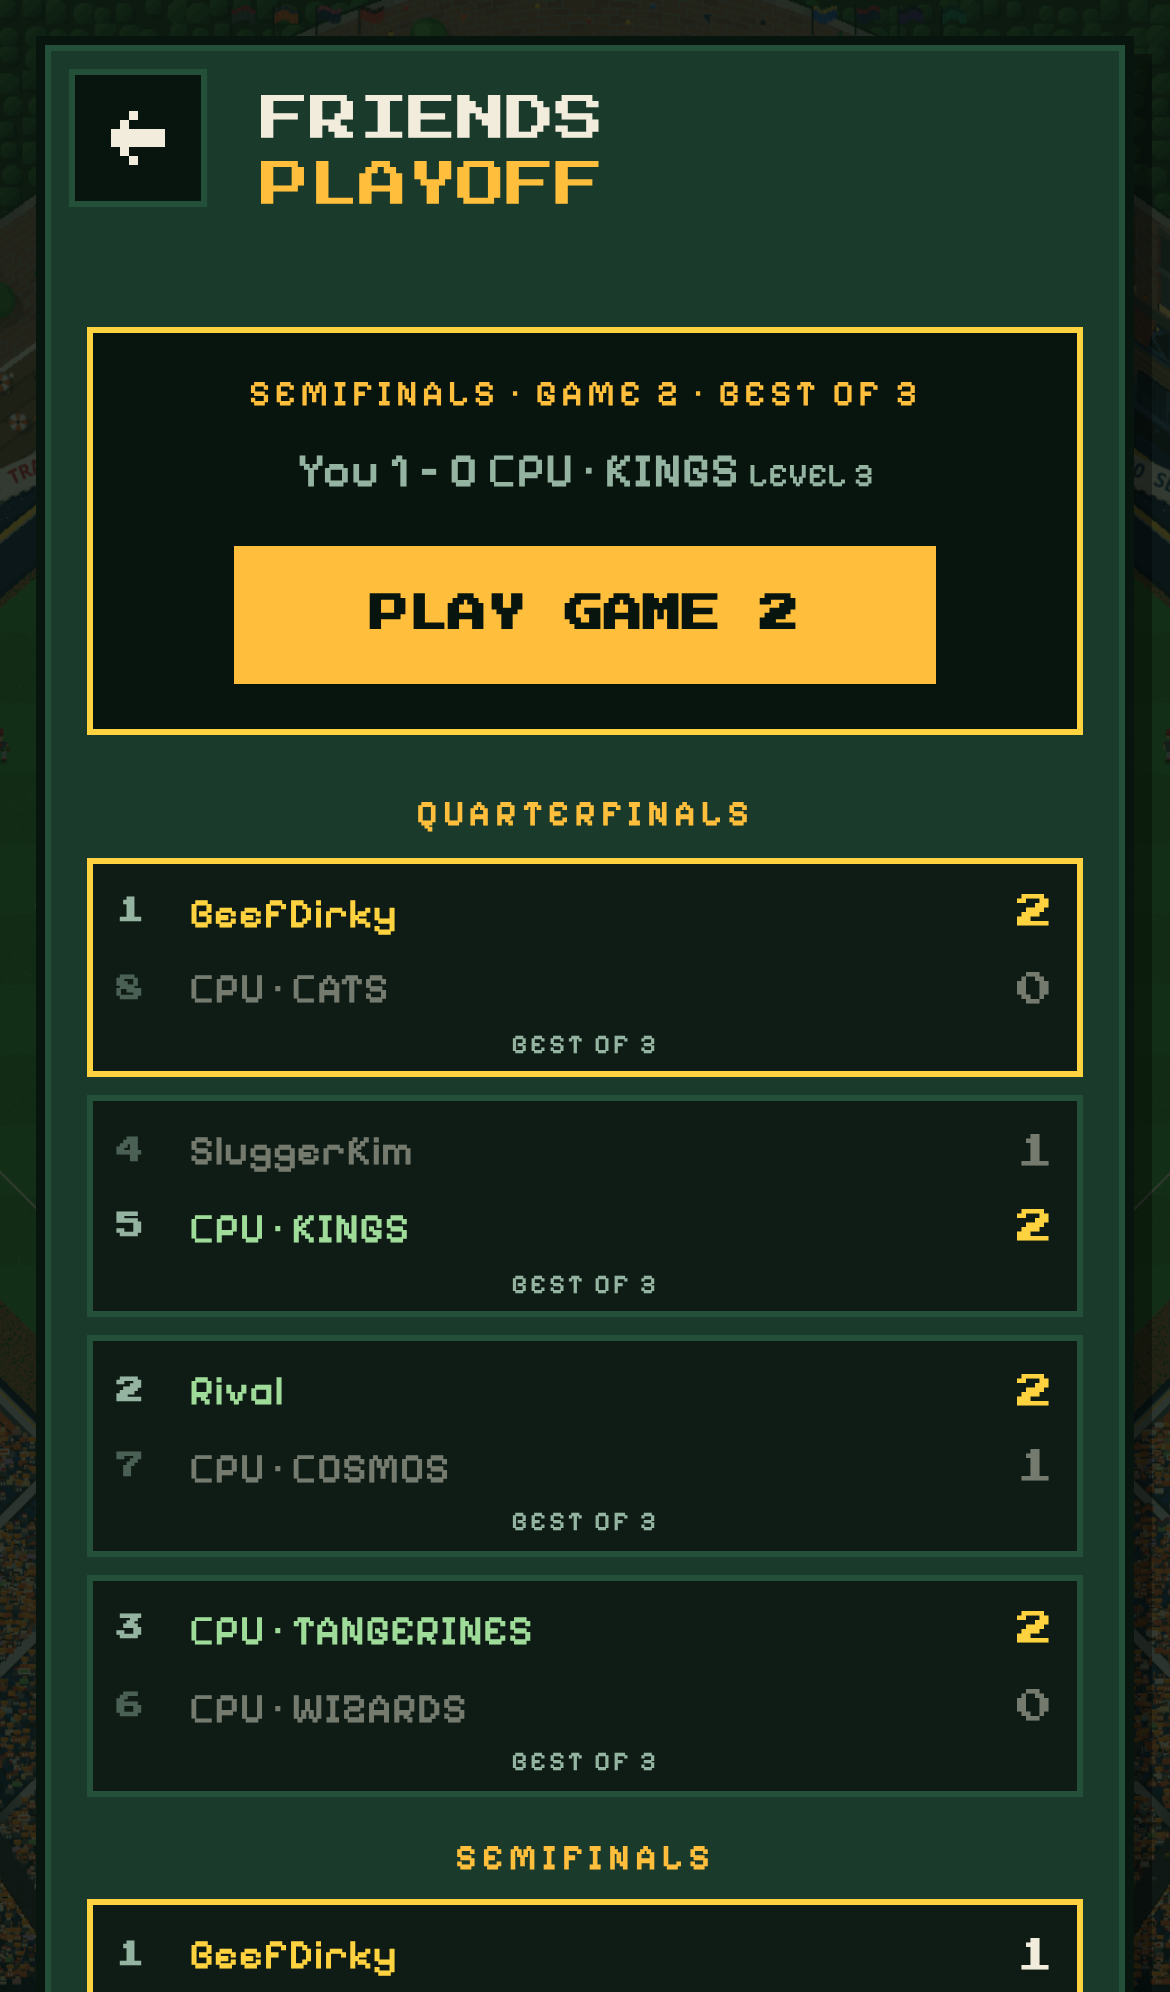 FRIENDS
PLAYOFF
SEMIFINALS · GAME 2 · BEST OF 3
You 1 - 0 CPU · KINGS LEVEL 3
PLAY GAME 2
QUARTERFINALS
1 BeefDirky 2
8 CPU · CATS 0
BEST OF 3
4 SluggerKim 1
5 CPU · KINGS 2
BEST OF 3
2 Rival 2
7 CPU · COSMOS 1
BEST OF 3
3 CPU · TANGERINES 2
6 CPU · WIZARDS 0
BEST OF 3
SEMIFINALS
1 BeefDirky 1